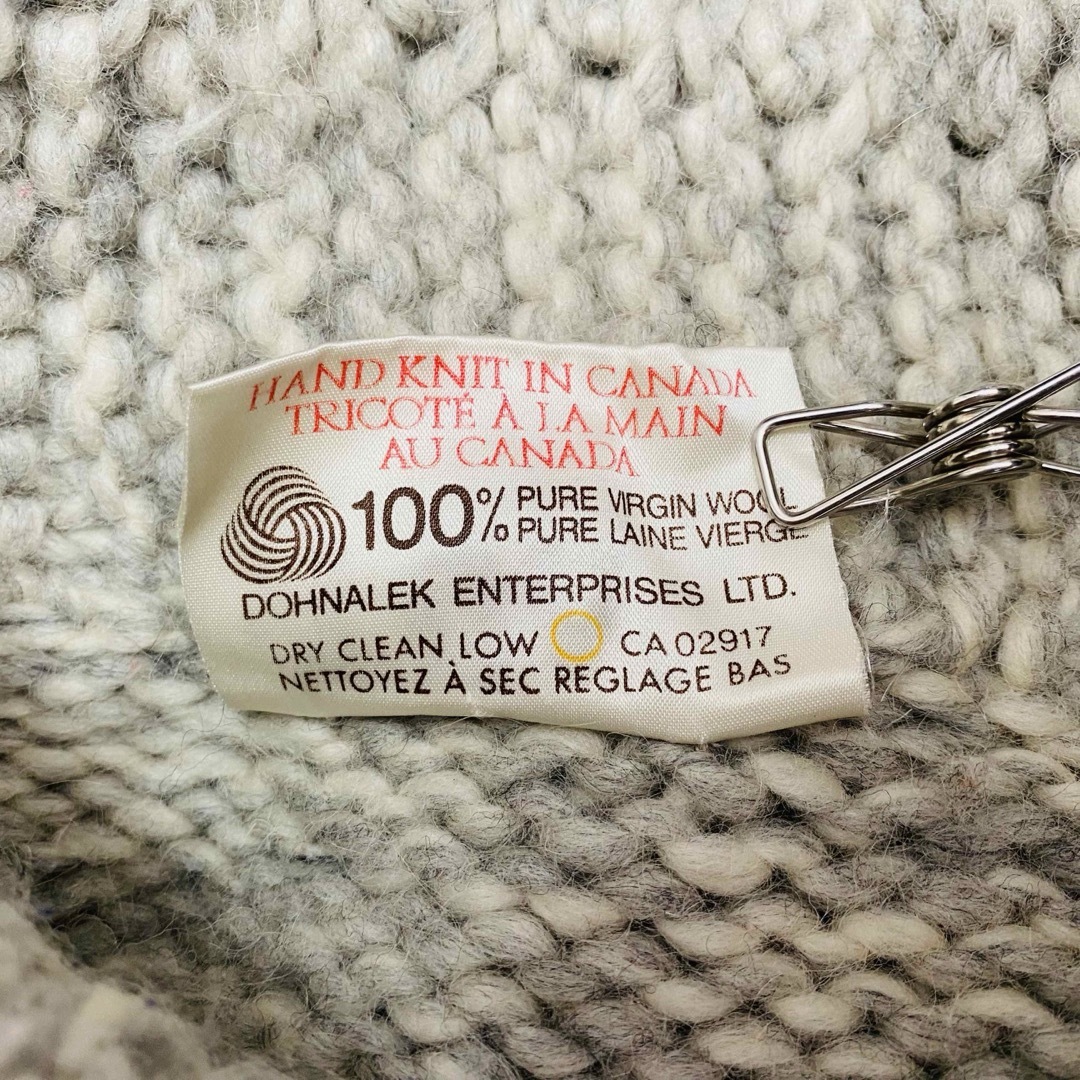 HAND KNIT IN CANADA
TRICOTÉ À LA MAIN
AU CANADA
100% PURE VIRGIN WOOL
PURE LAINE VIERGE
DOHNALEK ENTERPRISES LTD.
DRY CLEAN LOW CA 02917
NETTOYEZ À SEC REGLAGE BAS